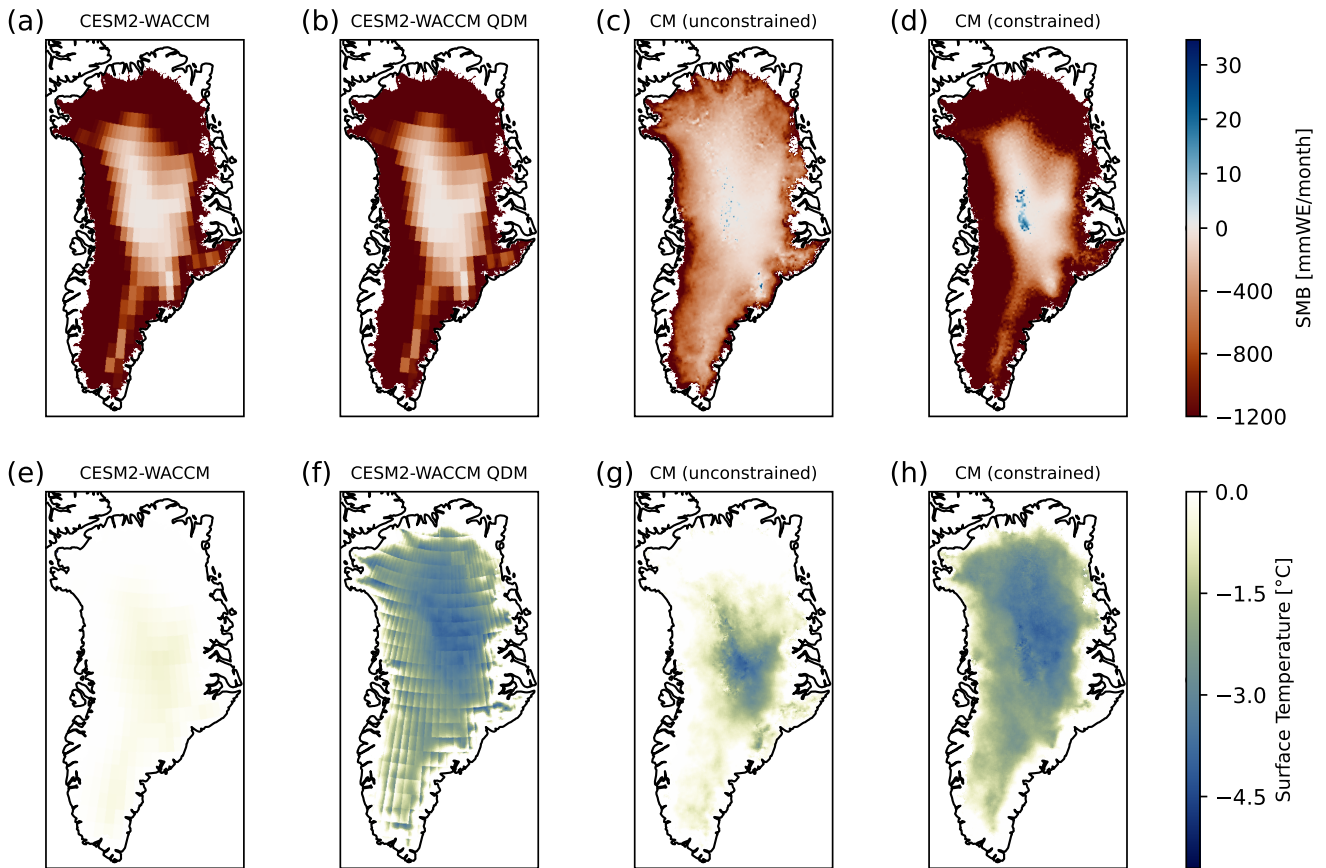 (a) CESM2-WACCM
(b) CESM2-WACCM QDM
(c) CM (unconstrained)
(d) CM (constrained)
30
20
10
0
−400
−800
−1200
SMB [mmWE/month]
(e) CESM2-WACCM
(f) CESM2-WACCM QDM
(g) CM (unconstrained)
(h) CM (constrained)
0.0
−1.5
−3.0
−4.5
Surface Temperature [°C]